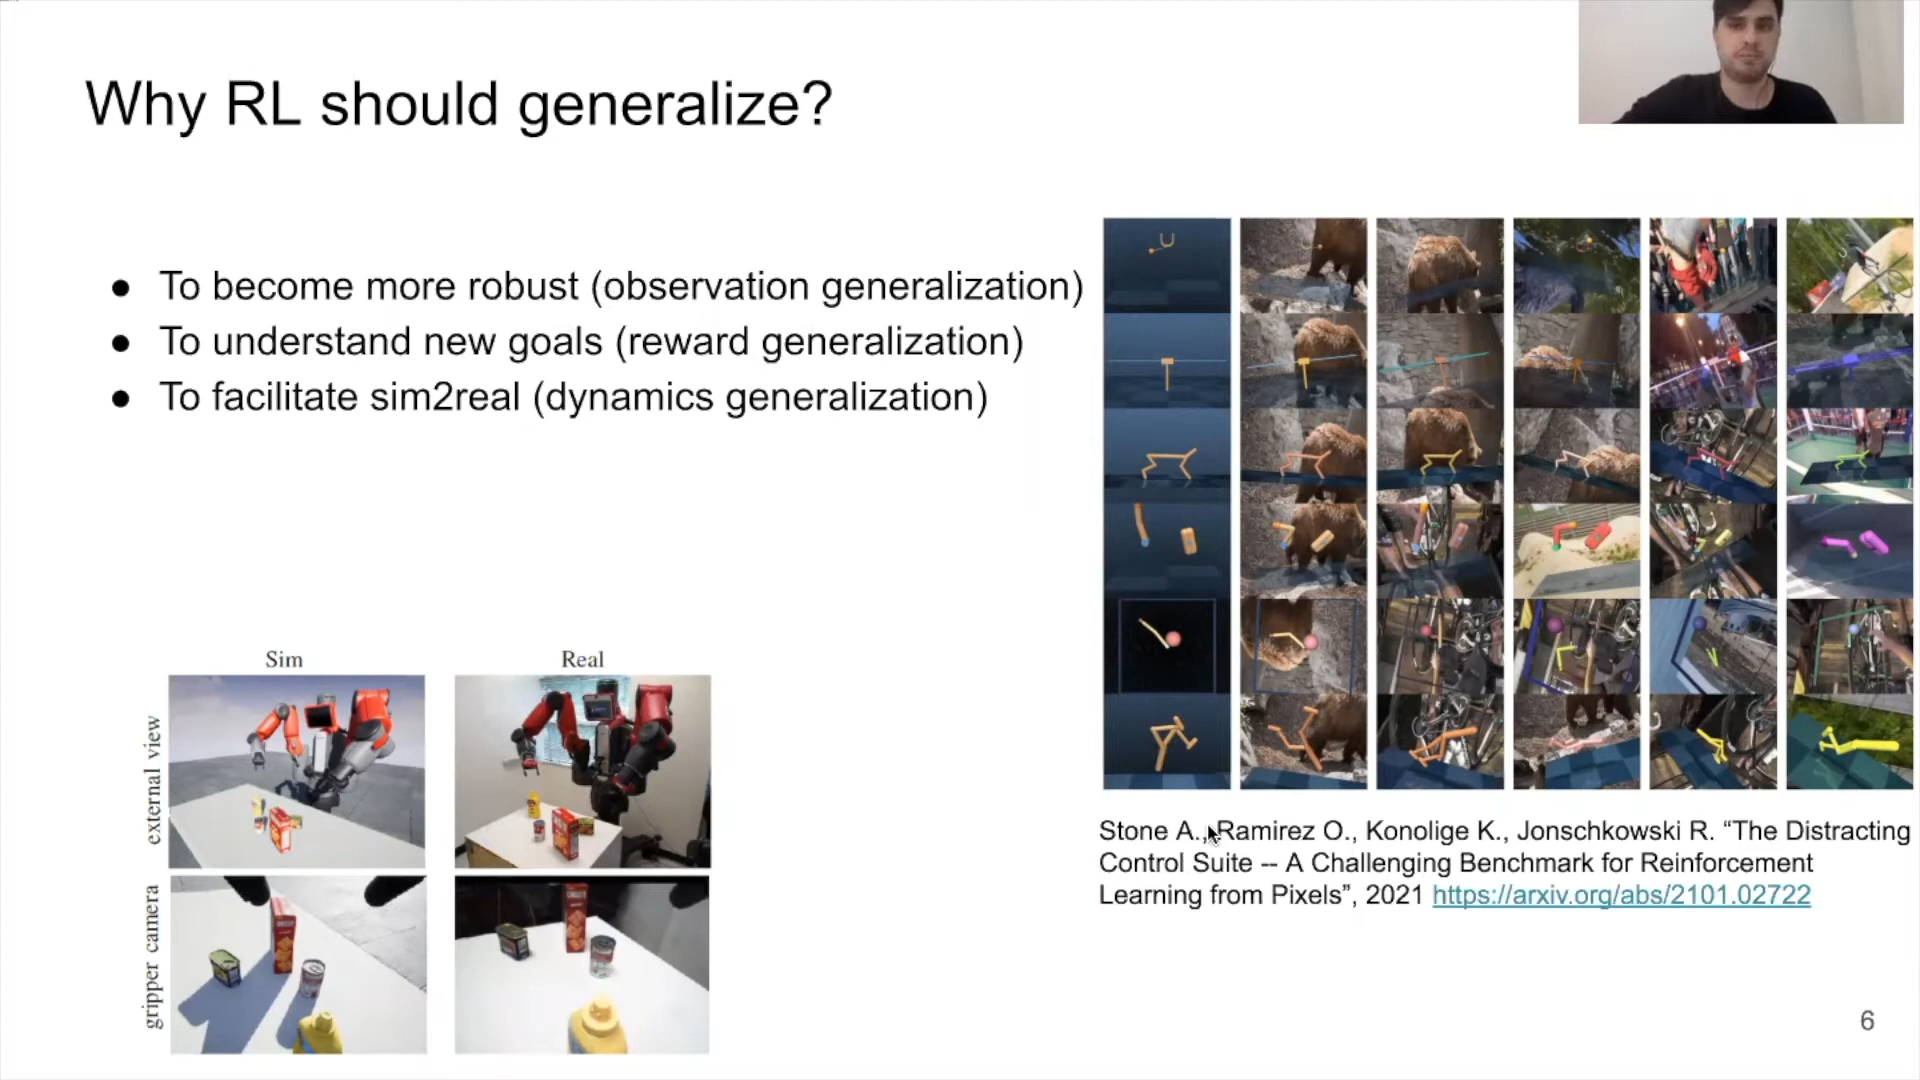 Why RL should generalize?
● To become more robust (observation generalization)
● To understand new goals (reward generalization)
● To facilitate sim2real (dynamics generalization)
Sim Real
external view
gripper camera
Stone A., Ramirez O., Konolige K., Jonschkowski R. “The Distracting
Control Suite -- A Challenging Benchmark for Reinforcement
Learning from Pixels”, 2021 https://arxiv.org/abs/2101.02722
6